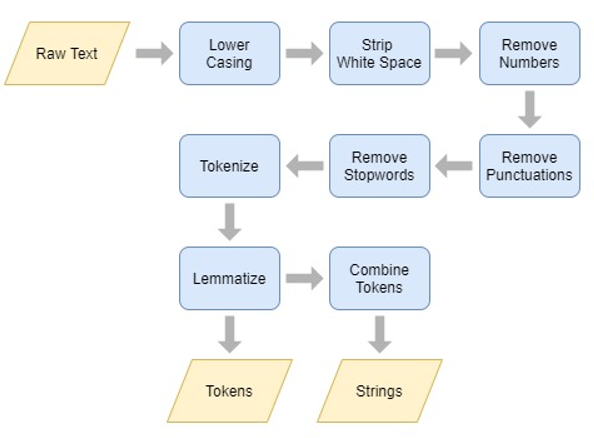 Raw Text
Lower
Casing
Strip
White Space
Remove
Numbers
Remove
Punctuations
Remove
Stopwords
Tokenize
Lemmatize
Combine
Tokens
Tokens
Strings